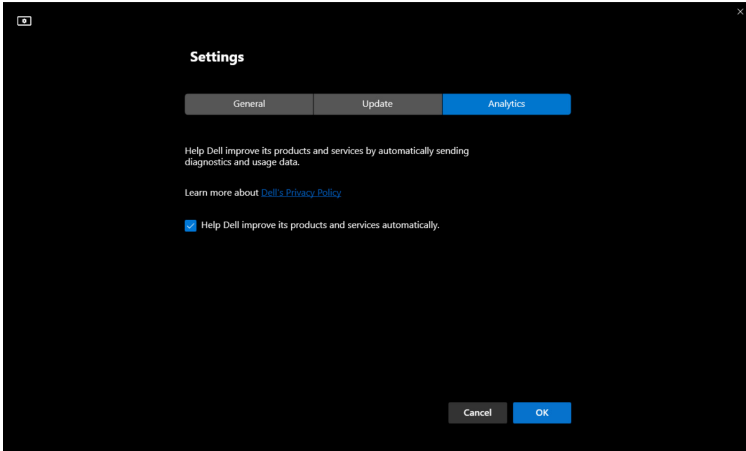 Settings
General
Update
Analytics
Help Dell improve its products and services by automatically sending
diagnostics and usage data.
Learn more about Dell's Privacy Policy
Help Dell improve its products and services automatically.
Cancel
OK